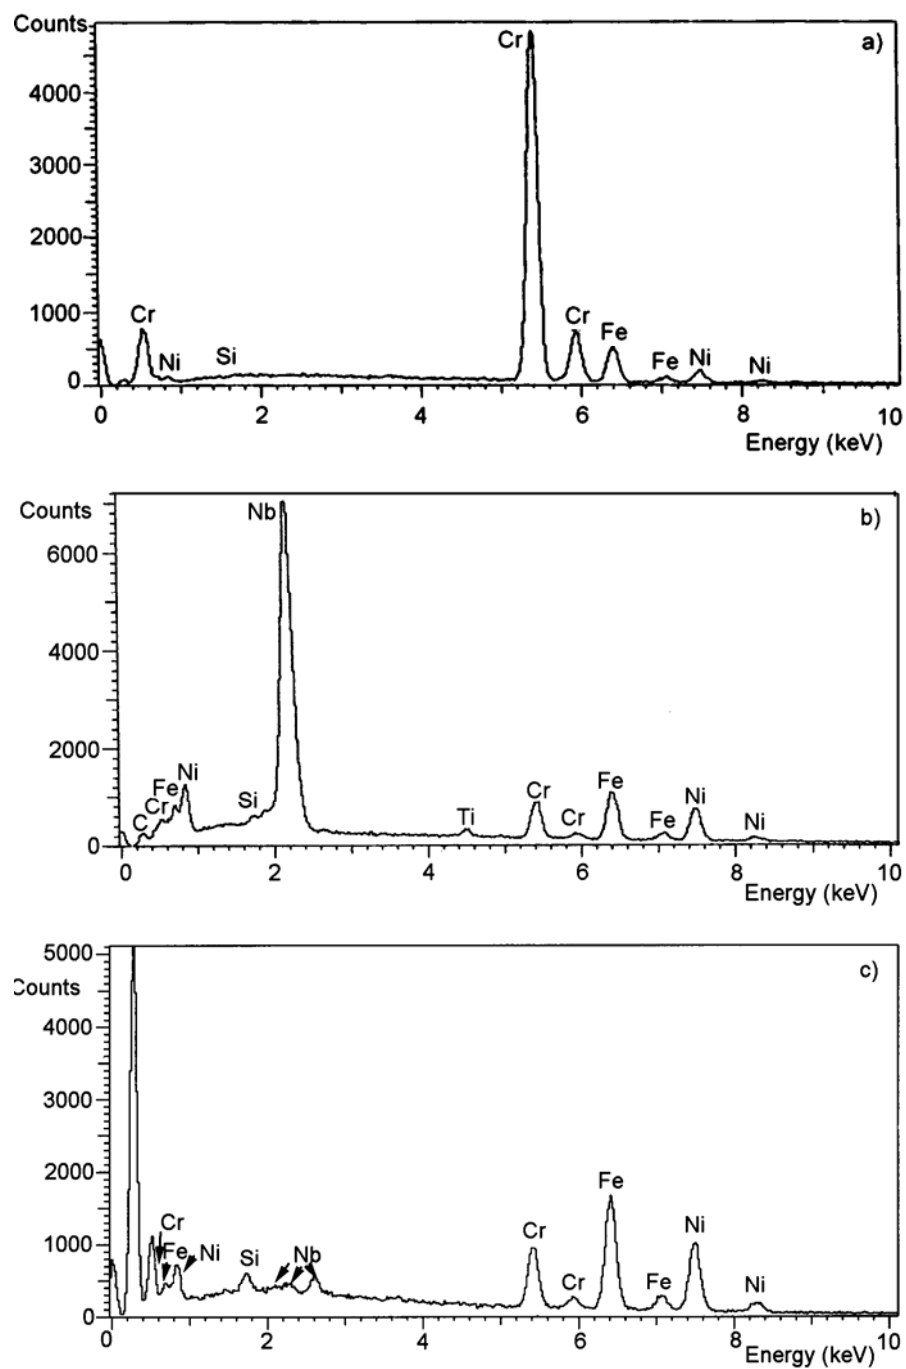 Counts
a)
Cr
4000
3000
2000
1000
0
Cr
Ni
Si
Cr
Fe
Fe
Ni
Ni
0 2 4 6 8 10
Energy (keV)
Counts
b)
Nb
6000
4000
2000
0
C
Cr
Fe
Ni
Si
Ti
Cr
Cr
Fe
Fe
Ni
Ni
0 2 4 6 8 10
Energy (keV)
5000
c)
Counts
4000
3000
2000
1000
0
Cr
Fe
Ni
Si
Nb
Cr
Cr
Fe
Fe
Ni
Ni
0 2 4 6 8 10
Energy (keV)